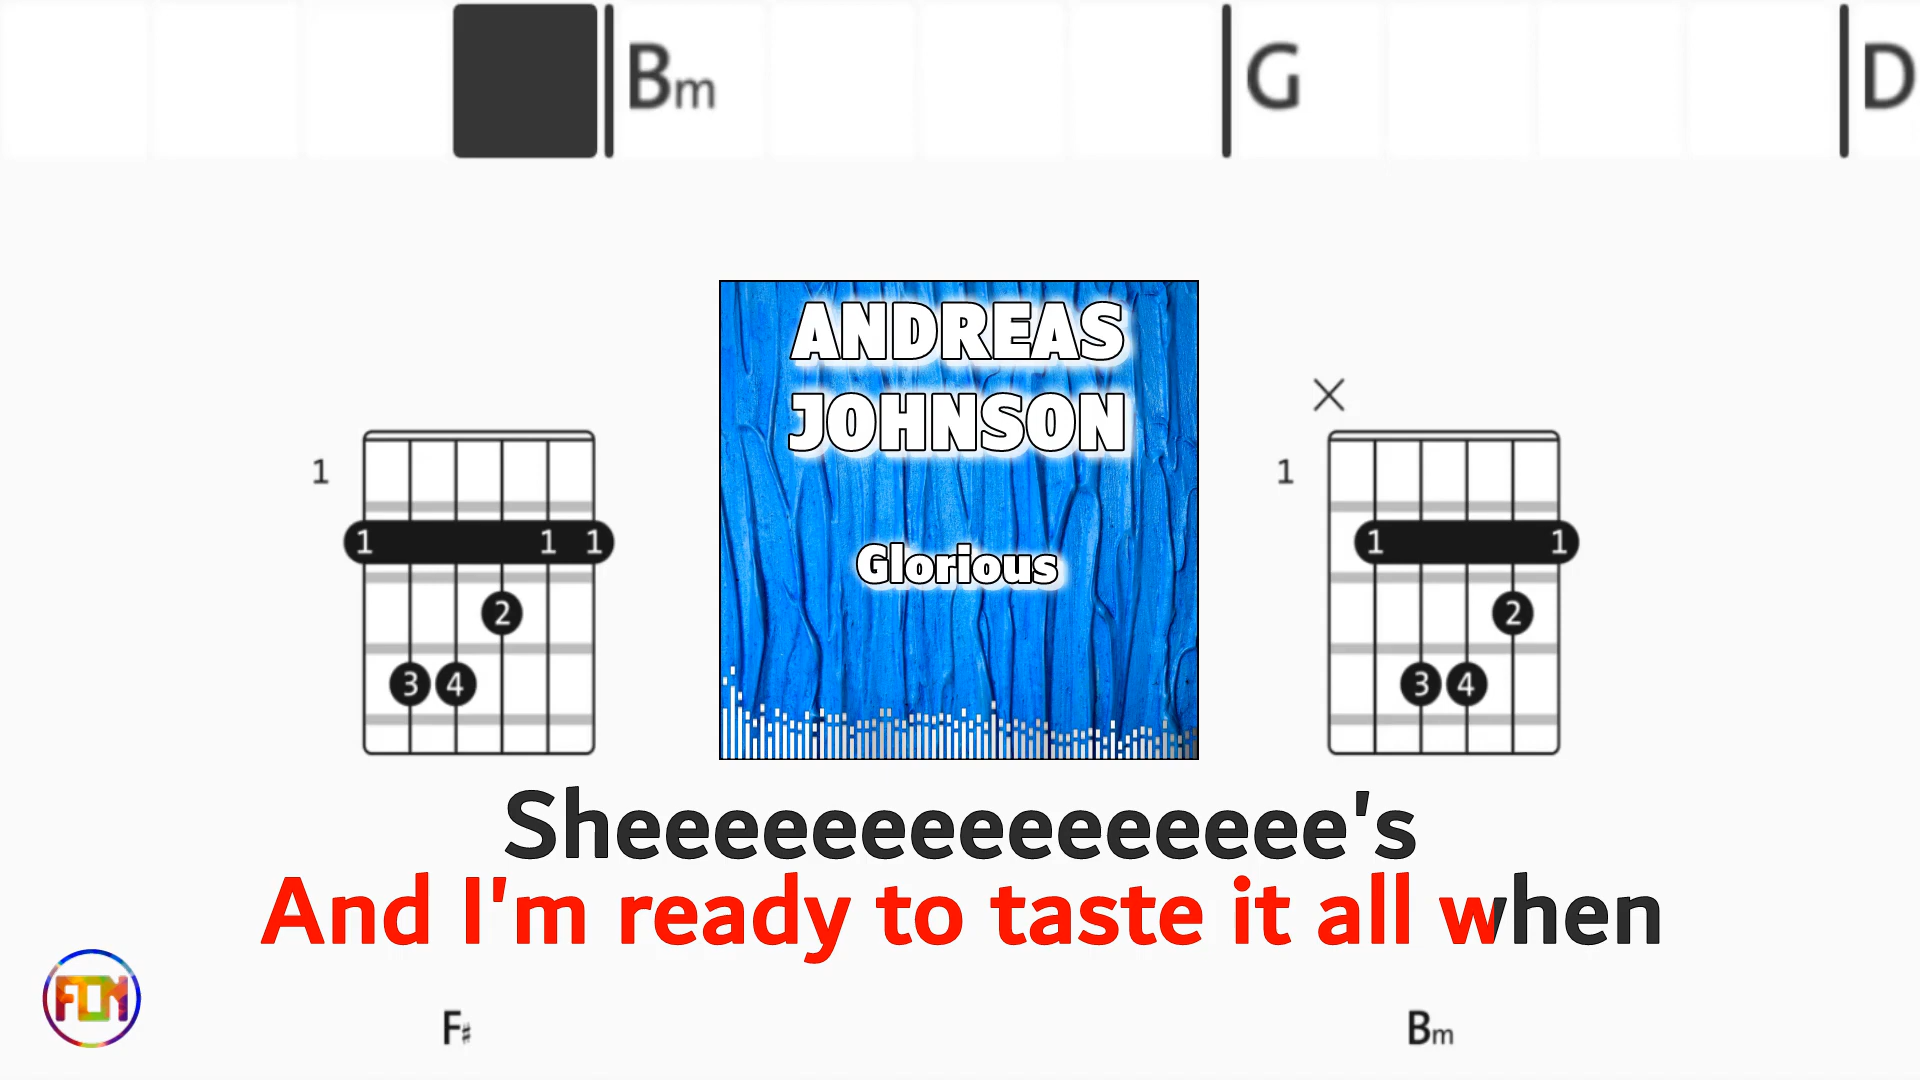 Bm G D
ANDREAS
JOHNSON
Glorious
×
1
1
1 1 1
1 1
2
2
3 4
3 4
Sheeeeeeeeeeeeeee's
And I'm ready to taste it all when
FCM
F♯
Bm